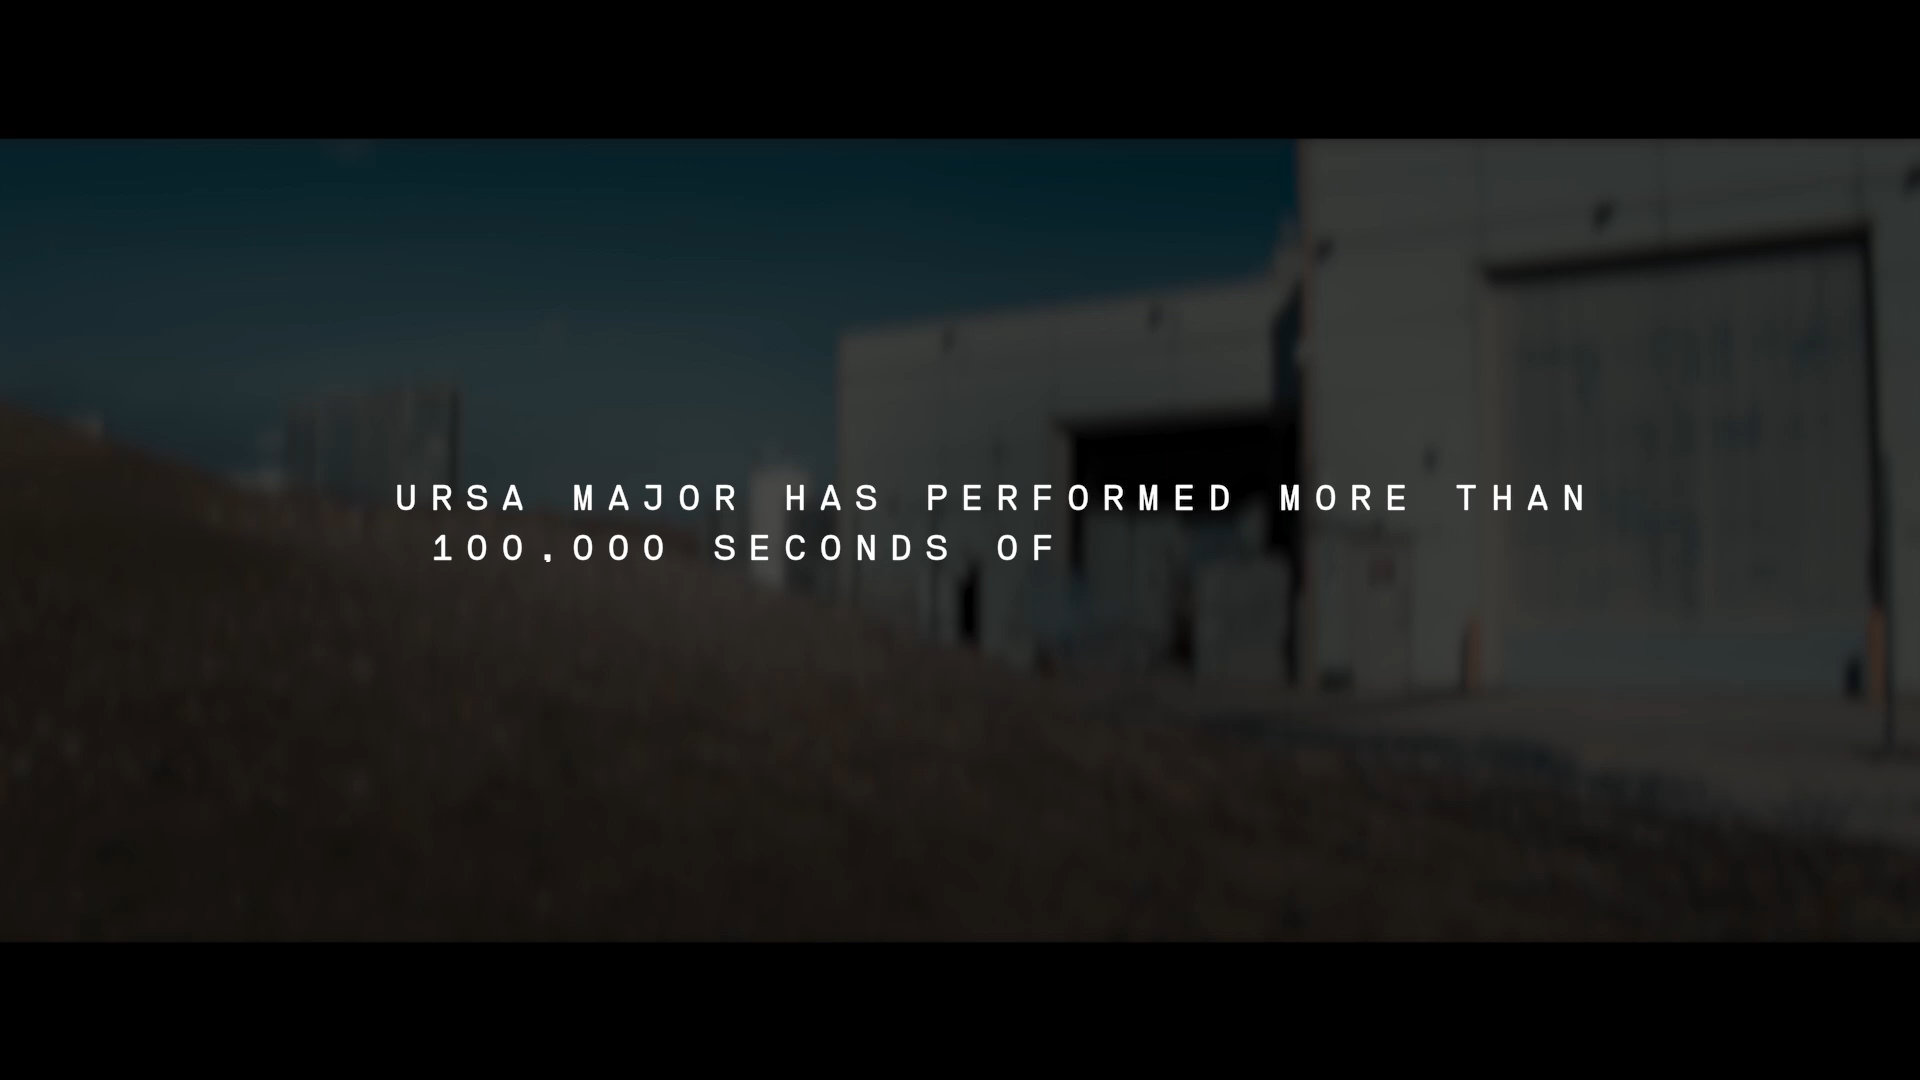 URSA MAJOR HAS PERFORMED MORE THAN
100,000 SECONDS OF